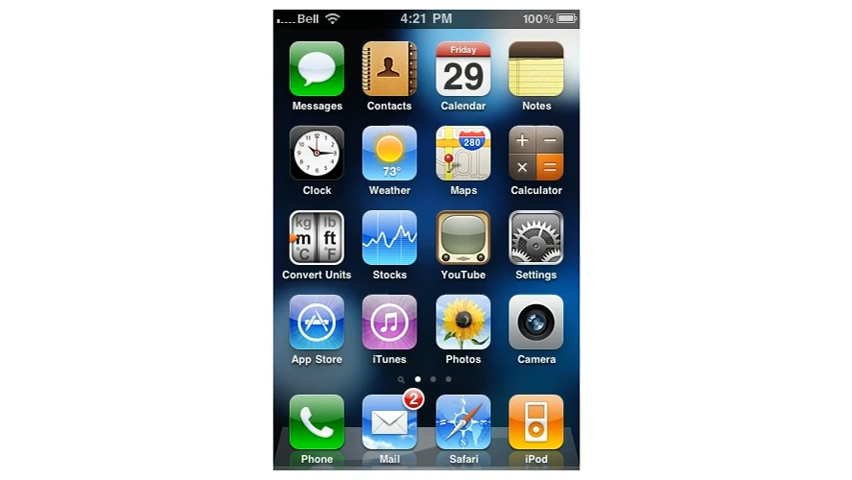 Bell 4:21 PM 100%
Friday
29
Messages Contacts Calendar Notes
280
73°
Clock Weather Maps Calculator
kg lb
m ft
°C °F
Convert Units Stocks YouTube Settings
App Store iTunes Photos Camera
2
Phone Mail Safari iPod